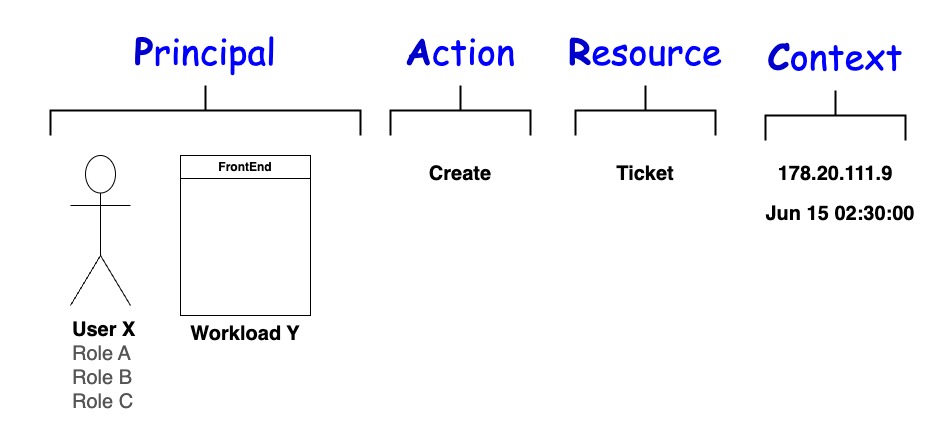 Principal
Action
Resource
Context
FrontEnd
Create
Ticket
178.20.111.9
Jun 15 02:30:00
User X
Role A
Role B
Role C
Workload Y